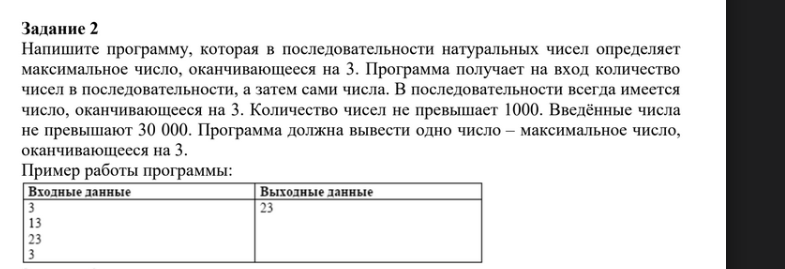 Задание 2
Напишите программу, которая в последовательности натуральных чисел определяет
максимальное число, оканчивающееся на 3. Программа получает на вход количество
чисел в последовательности, а затем сами числа. В последовательности всегда имеется
число, оканчивающееся на 3. Количество чисел не превышает 1000. Введённые числа
не превышают 30 000. Программа должна вывести одно число – максимальное число,
оканчивающееся на 3.
Пример работы программы:
Входные данные Выходные данные
3 23
13
23
3